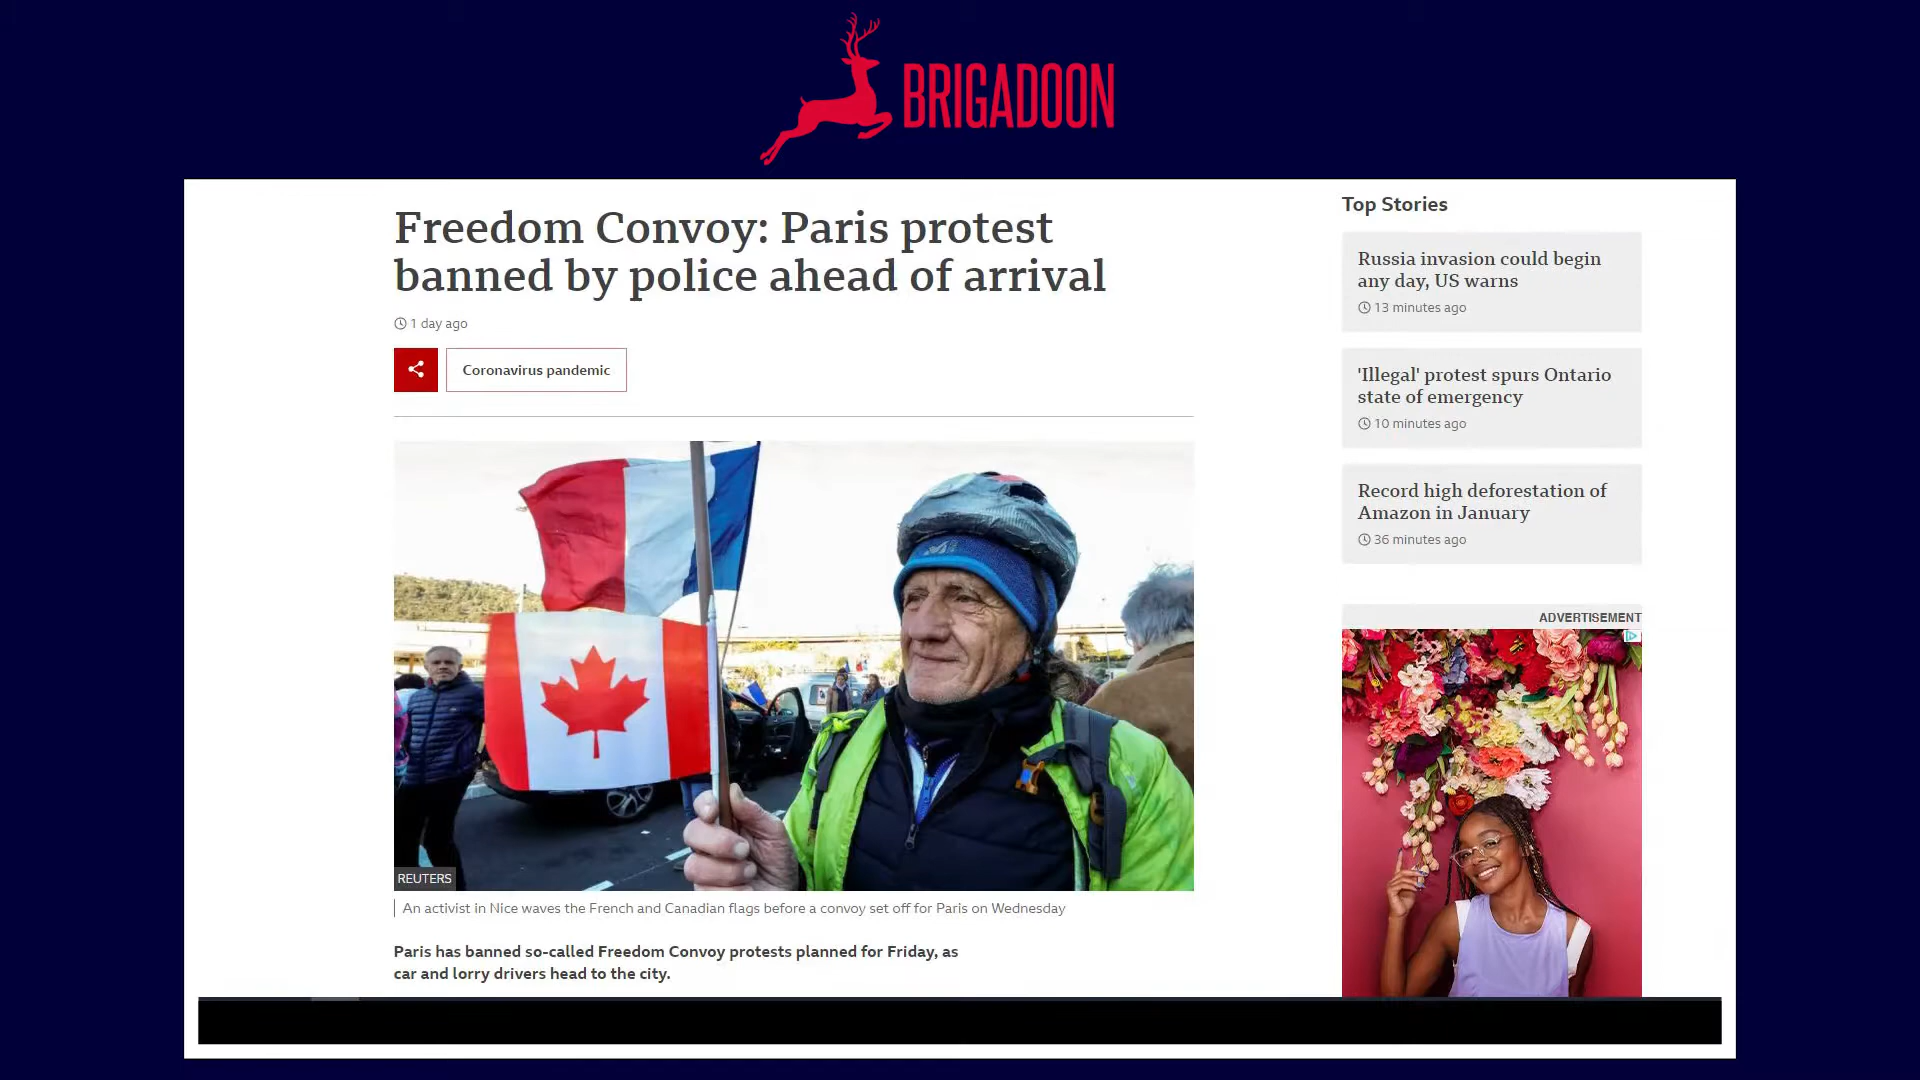 BRIGADOON
Freedom Convoy: Paris protest
banned by police ahead of arrival
1 day ago
Coronavirus pandemic
REUTERS
An activist in Nice waves the French and Canadian flags before a convoy set off for Paris on Wednesday
Paris has banned so-called Freedom Convoy protests planned for Friday, as
car and lorry drivers head to the city.
Top Stories
Russia invasion could begin
any day, US warns
13 minutes ago
'Illegal' protest spurs Ontario
state of emergency
10 minutes ago
Record high deforestation of
Amazon in January
36 minutes ago
ADVERTISEMENT